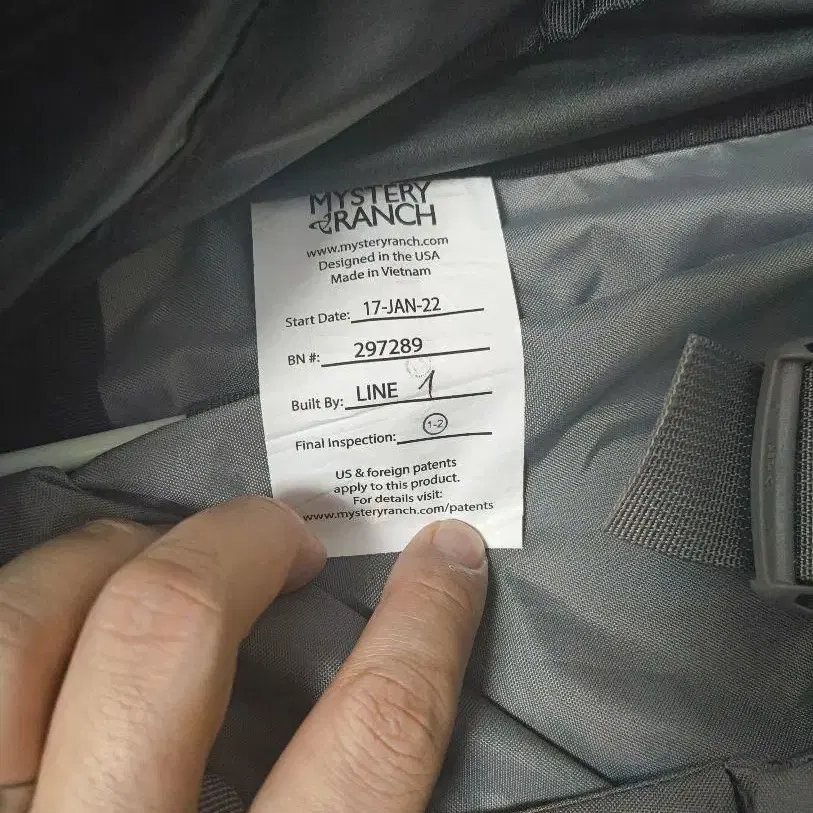 MYSTERY
RANCH
www.mysteryranch.com
Designed in the USA
Made in Vietnam
Start Date: 17-JAN-22
BN #: 297289
Built By: LINE 1
Final Inspection: 1-2
US & foreign patents
apply to this product.
For details visit:
www.mysteryranch.com/patents